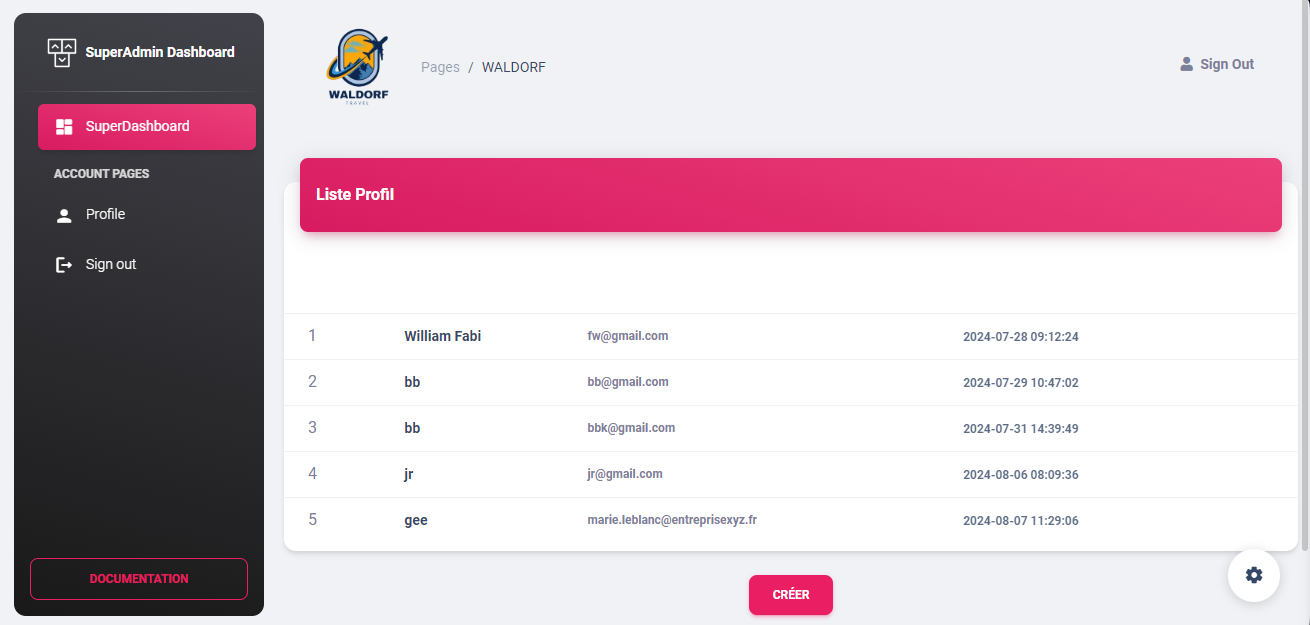 SuperAdmin Dashboard
SuperDashboard
ACCOUNT PAGES
Profile
Sign out
DOCUMENTATION
WALDORF
TRAVEL
Pages / WALDORF
Sign Out
Liste Profil
1 William Fabi fw@gmail.com 2024-07-28 09:12:24
2 bb bb@gmail.com 2024-07-29 10:47:02
3 bb bbk@gmail.com 2024-07-31 14:39:49
4 jr jr@gmail.com 2024-08-06 08:09:36
5 gee marie.leblanc@entreprisexyz.fr 2024-08-07 11:29:06
CRÉER